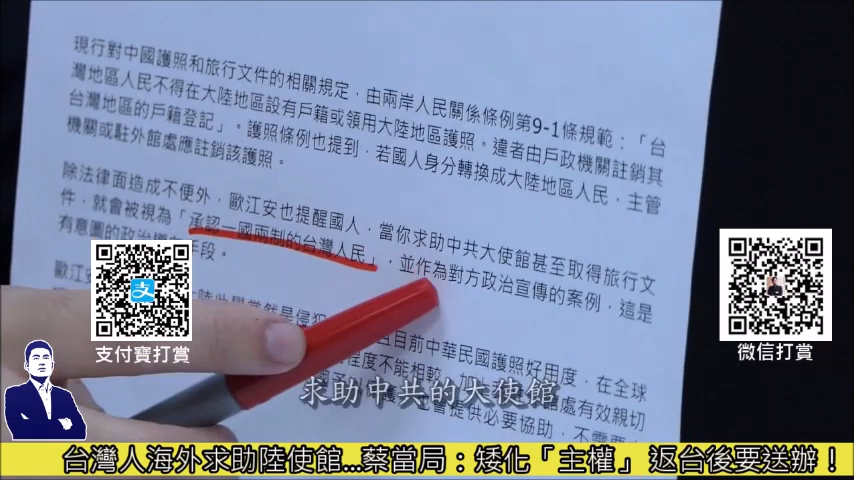 現行對中國護照和旅行文件的相關規定，由兩岸人民關係條例第9-1條規範：「台
灣地區人民不得在大陸地區設有戶籍或領用大陸地區護照。違者由戶政機關註銷其
台灣地區的戶籍登記」。護照條例也提到，若國人身分轉換成大陸地區人民，主管
機關或駐外館處應註銷該護照。
除法律面造成不便外，歐江安也提醒國人，當你求助中共大使館甚至取得旅行文
件，就會被視為「承認一國兩制的台灣人民」，並作為對方政治宣傳的案例，這是
有意圖的政治 手段。
歐江安 當然是侵犯
且目前中華民國護照好用度，在全球
程度不能相較 館處有效親切
會提供必要協助，不需要
支付寶打賞
微信打賞
求助中共的大使館
台灣人海外求助陸使館...蔡當局：矮化「主權」 返台後要送辦！